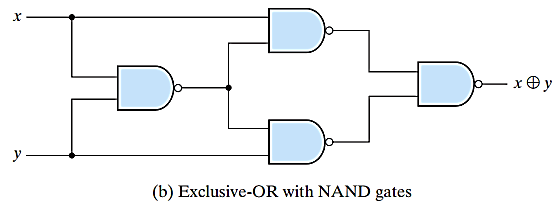 x
x ⊕ y
y
(b) Exclusive-OR with NAND gates